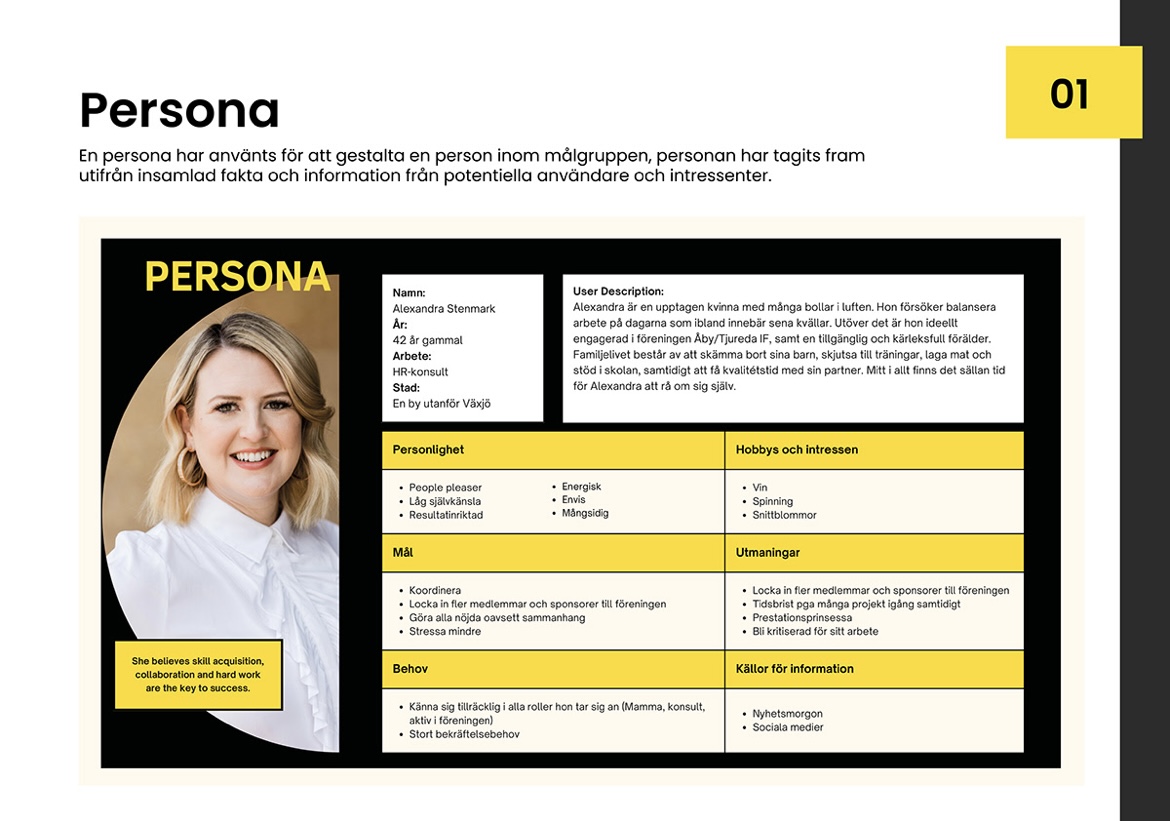 01
Persona
En persona har använts för att gestalta en person inom målgruppen, personan har tagits fram
utifrån insamlad fakta och information från potentiella användare och intressenter.
PERSONA
Namn:
Alexandra Stenmark
År:
42 år gammal
Arbete:
HR-konsult
Stad:
En by utanför Växjö
User Description:
Alexandra är en upptagen kvinna med många bollar i luften. Hon försöker balansera
arbete på dagarna som ibland innebär sena kvällar. Utöver det är hon ideellt
engagerad i föreningen Åby/Tjureda IF, samt en tillgänglig och kärleksfull förälder.
Familjelivet består av att skämma bort sina barn, skjutsa till träningar, laga mat och
stöd i skolan, samtidigt att få kvalitétstid med sin partner. Mitt i allt finns det sällan tid
för Alexandra att rå om sig själv.
Personlighet
• People pleaser
• Låg självkänsla
• Resultatinriktad
• Energisk
• Envis
• Mångsidig
Hobbys och intressen
• Vin
• Spinning
• Snittblommor
Mål
• Koordinera
• Locka in fler medlemmar och sponsorer till föreningen
• Göra alla nöjda oavsett sammanhang
• Stressa mindre
Utmaningar
• Locka in fler medlemmar och sponsorer till föreningen
• Tidsbrist pga många projekt igång samtidigt
• Prestationsprinsessa
• Bli kritiserad för sitt arbete
Behov
• Känna sig tillräcklig i alla roller hon tar sig an (Mamma, konsult,
aktiv i föreningen)
• Stort bekräftelsebehov
Källor för information
• Nyhetsmorgon
• Sociala medier
She believes skill acquisition,
collaboration and hard work
are the key to success.